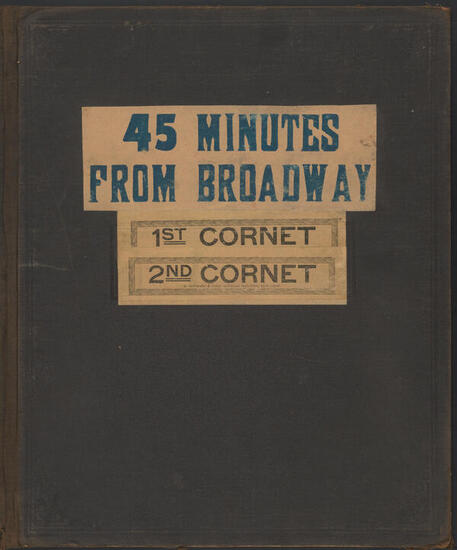 45 MINUTES
FROM BROADWAY
1ST CORNET
2ND CORNET